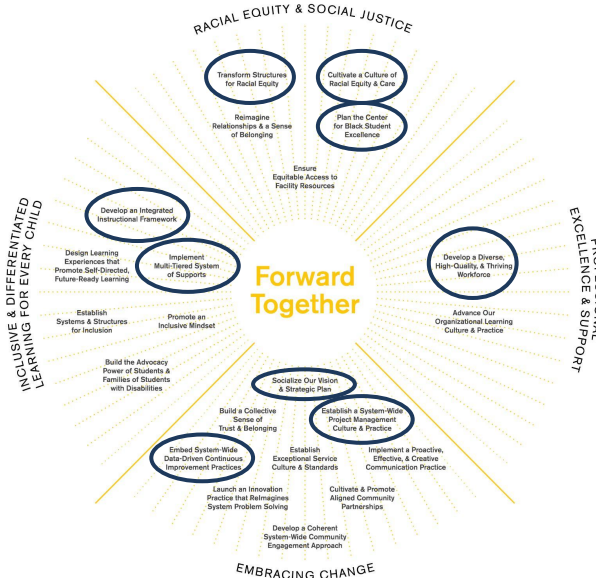 RACIAL EQUITY & SOCIAL JUSTICE
Transform Structures
for Racial Equity
Cultivate a Culture of
Racial Equity & Care
Reimagine
Relationships & a Sense
of Belonging
Plan the Center
for Black Student
Excellence
Ensure
Equitable Access to
Facility Resources
INCLUSIVE & DIFFERENTIATED
LEARNING FOR EVERY CHILD
Develop an Integrated
Instructional Framework
Design Learning
Experiences that
Promote Self-Directed,
Future-Ready Learning
Implement
Multi-Tiered System
of Supports
Establish
Systems & Structures
for Inclusion
Promote an
Inclusive Mindset
Build the Advocacy
Power of Students &
Families of Students
with Disabilities
Forward
Together
EXCELLENCE & SUPPORT
Develop a Diverse,
High-Quality, & Thriving
Workforce
Advance Our
Organizational Learning
Culture & Practice
Socialize Our Vision
& Strategic Plan
Build a Collective
Sense of
Trust & Belonging
Establish a System-Wide
Project Management
Culture & Practice
Embed System-Wide
Data-Driven Continuous
Improvement Practices
Establish
Exceptional Service
Culture & Standards
Implement a Proactive,
Effective, & Creative
Communication Practice
Launch an Innovation
Practice that ReImagines
System Problem Solving
Cultivate & Promote
Aligned Community
Partnerships
Develop a Coherent
System-Wide Community
Engagement Approach
EMBRACING CHANGE